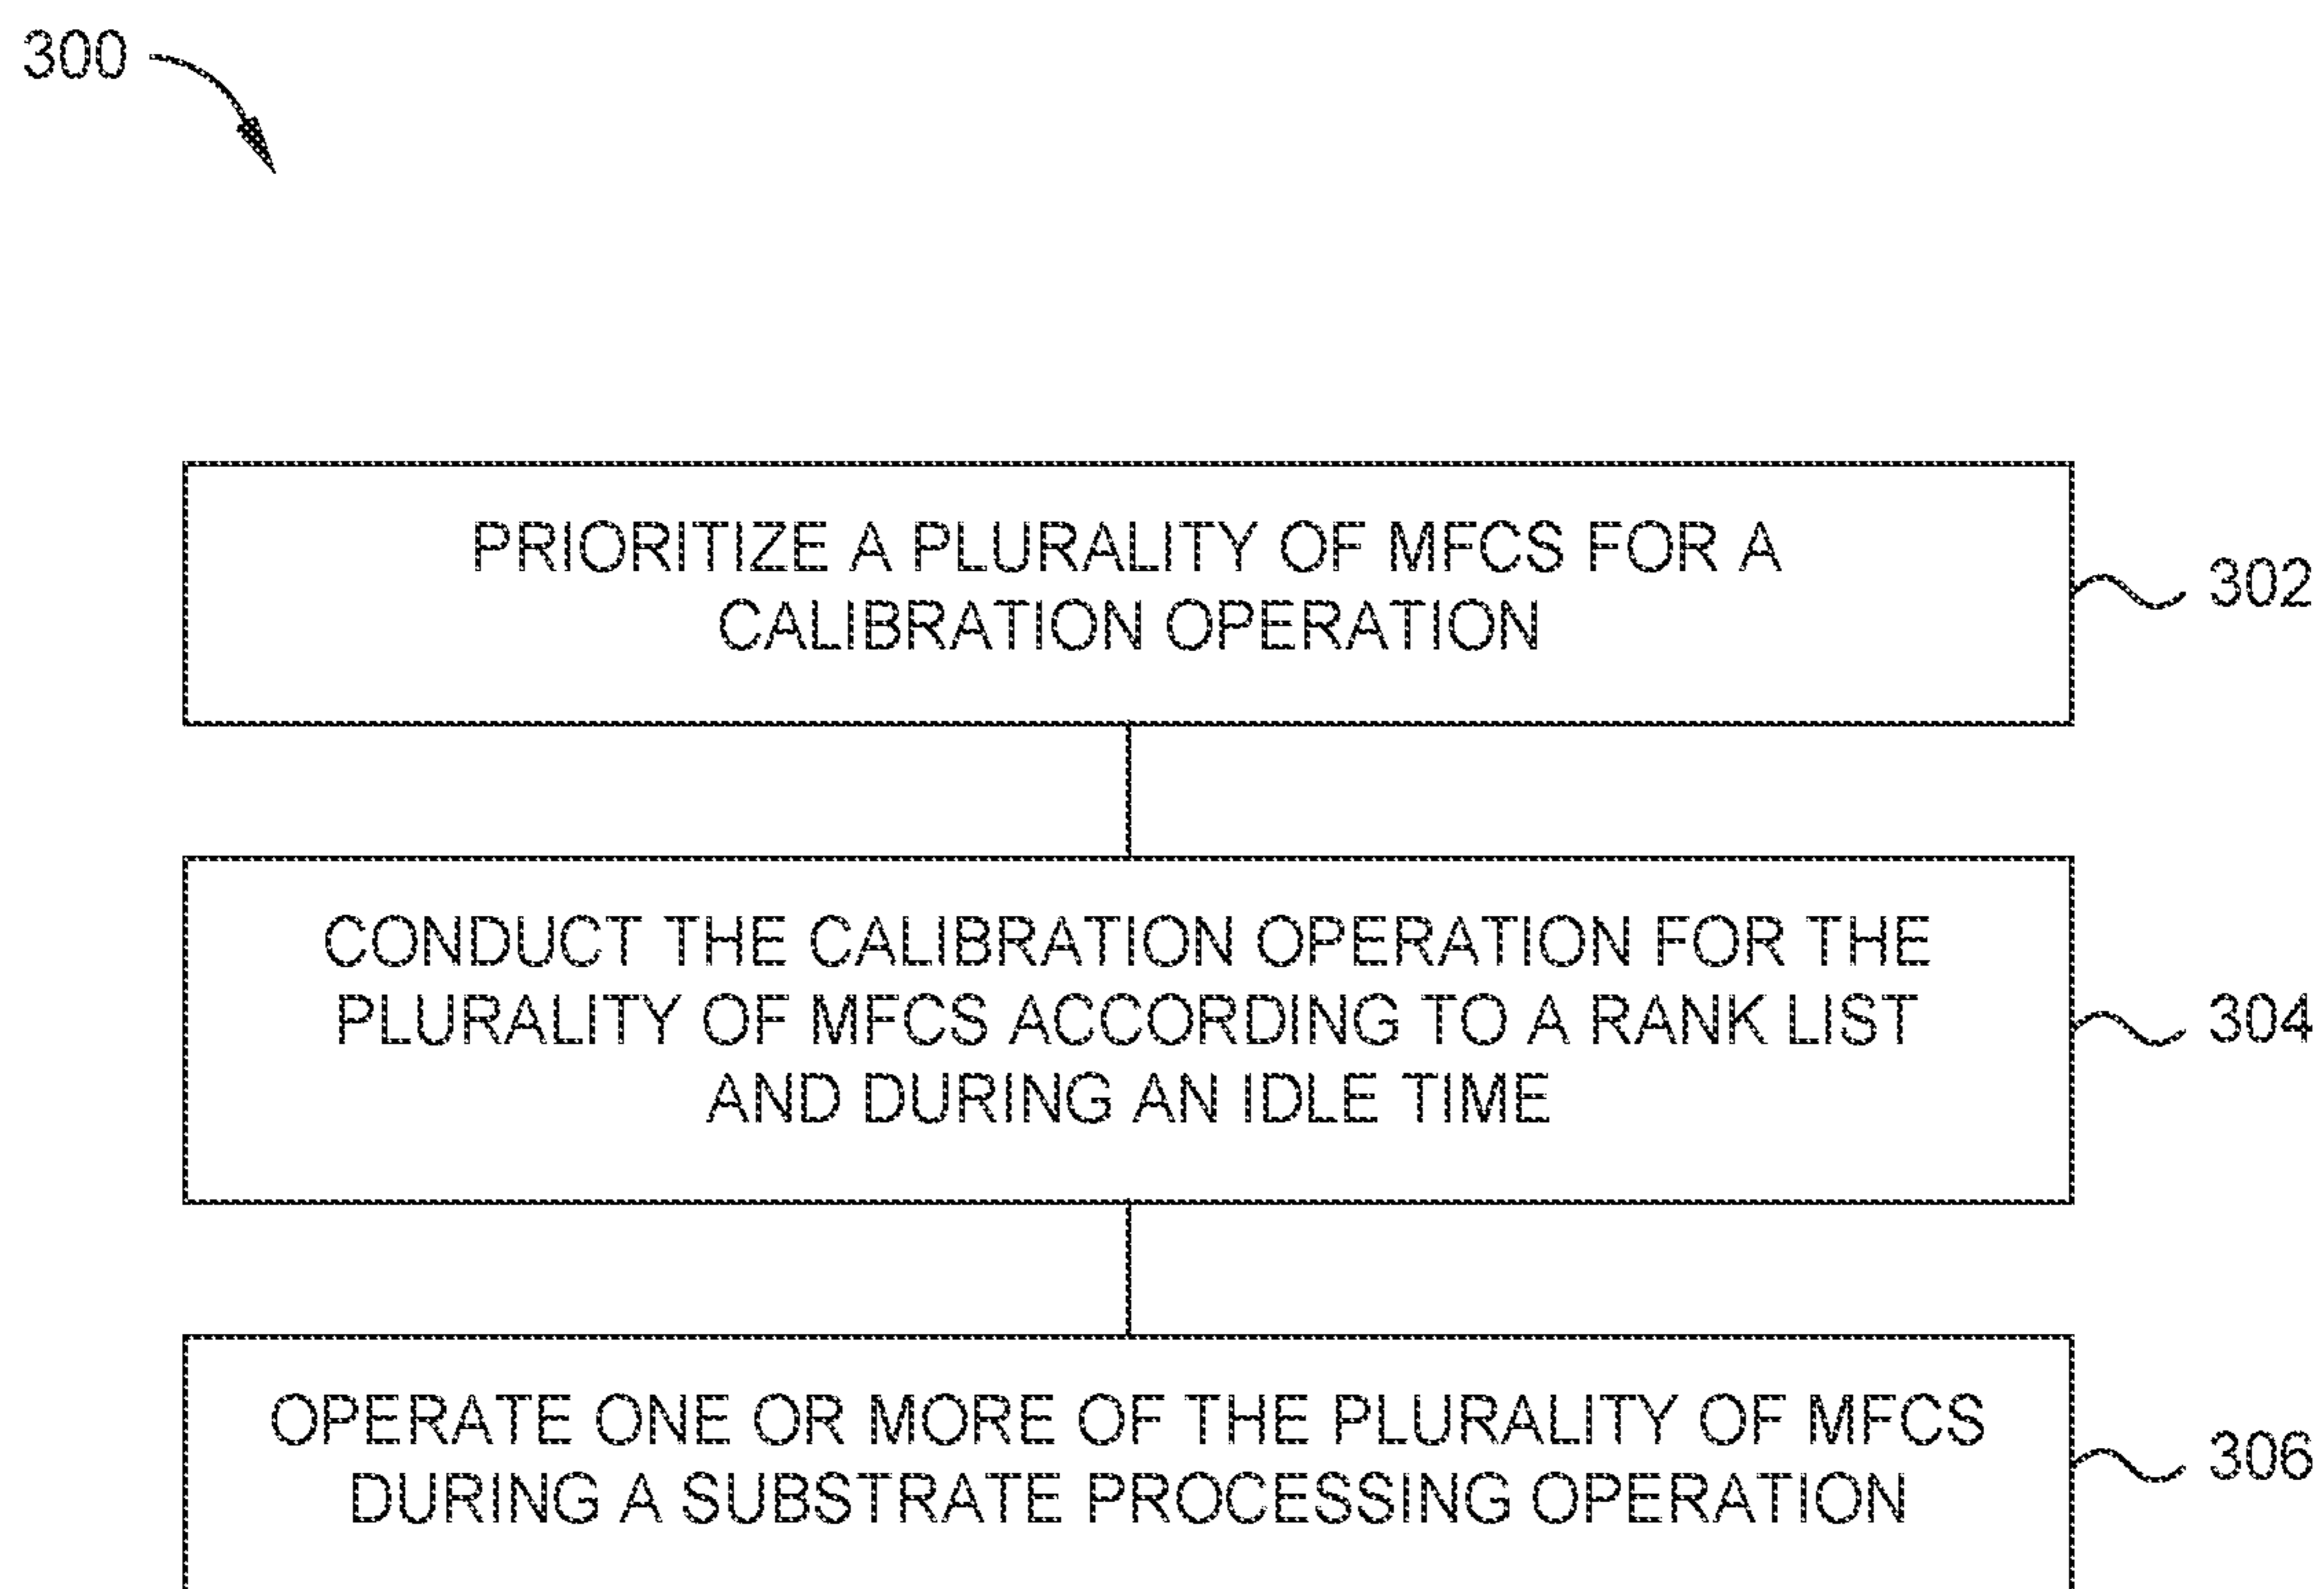 300
PRIORITIZE A PLURALITY OF MFCS FOR A
CALIBRATION OPERATION
302
CONDUCT THE CALIBRATION OPERATION FOR THE
PLURALITY OF MFCS ACCORDING TO A RANK LIST
AND DURING AN IDLE TIME
304
OPERATE ONE OR MORE OF THE PLURALITY OF MFCS
DURING A SUBSTRATE PROCESSING OPERATION
306